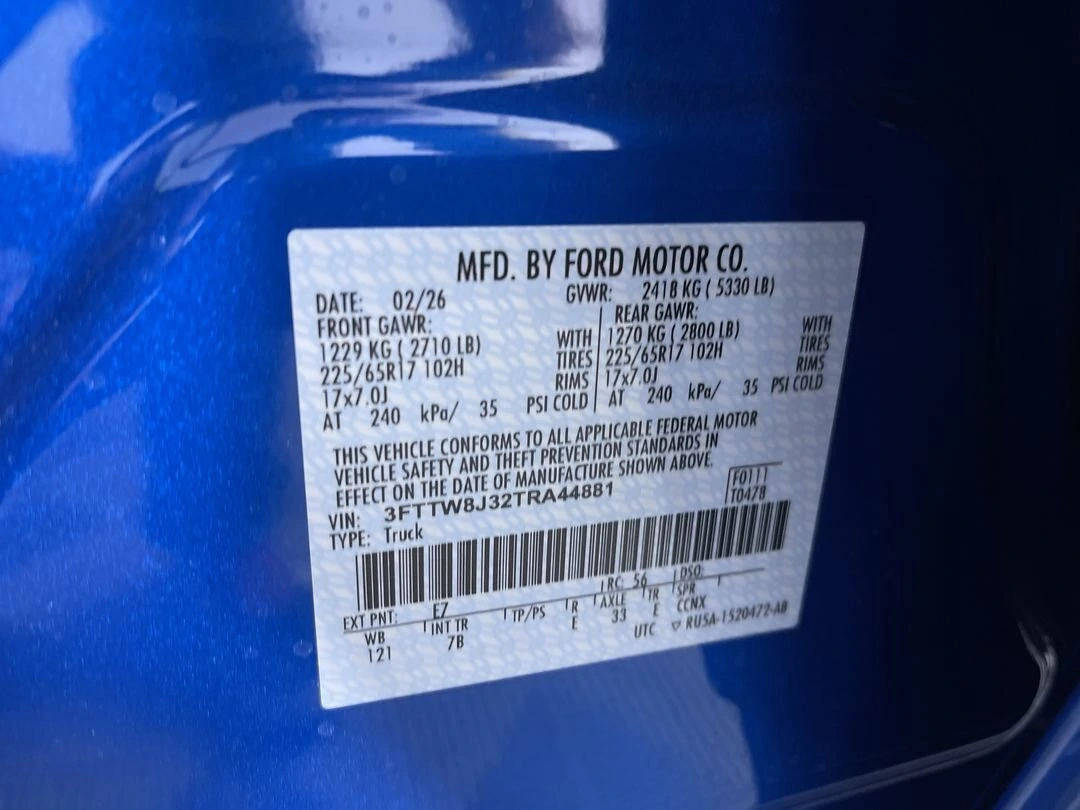 MFD. BY FORD MOTOR CO.
DATE: 02/26 GVWR: 2418 KG ( 5330 LB)
FRONT GAWR: REAR GAWR:
1229 KG ( 2710 LB) WITH 1270 KG ( 2800 LB) WITH
225/65R17 102H TIRES 225/65R17 102H TIRES
17x7.0J RIMS 17x7.0J RIMS
AT 240 kPa/ 35 PSI COLD AT 240 kPa/ 35 PSI COLD
THIS VEHICLE CONFORMS TO ALL APPLICABLE FEDERAL MOTOR
VEHICLE SAFETY AND THEFT PREVENTION STANDARDS IN
EFFECT ON THE DATE OF MANUFACTURE SHOWN ABOVE.
F0111
VIN: 3FTTW8J32TRA44881 T0478
TYPE: Truck
EXT PNT: EZ RC: 56 DSO:
WB INT TR TP/PS R AXLE TR SPR
121 7B E 33 E CCNX
UTC ▽ RU5A-1520472-AB